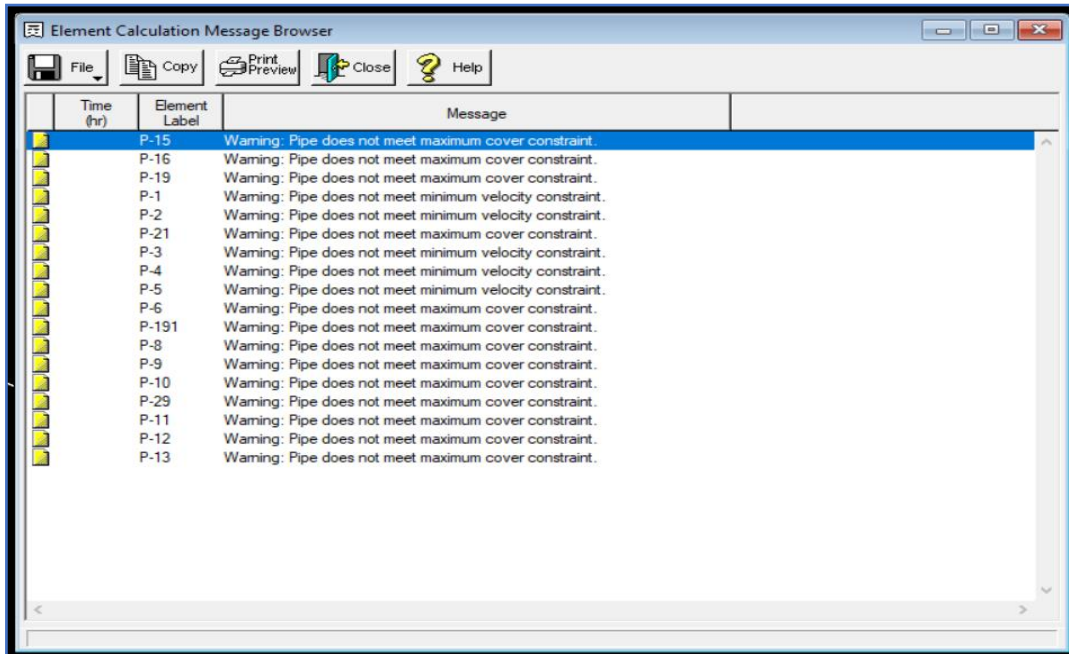 Element Calculation Message Browser
File Copy Print Preview Close Help
Time (hr) Element Label Message
P-15 Warning: Pipe does not meet maximum cover constraint.
P-16 Warning: Pipe does not meet maximum cover constraint.
P-19 Warning: Pipe does not meet maximum cover constraint.
P-1 Warning: Pipe does not meet minimum velocity constraint.
P-2 Warning: Pipe does not meet minimum velocity constraint.
P-21 Warning: Pipe does not meet maximum cover constraint.
P-3 Warning: Pipe does not meet minimum velocity constraint.
P-4 Warning: Pipe does not meet minimum velocity constraint.
P-5 Warning: Pipe does not meet minimum velocity constraint.
P-6 Warning: Pipe does not meet maximum cover constraint.
P-191 Warning: Pipe does not meet maximum cover constraint.
P-8 Warning: Pipe does not meet maximum cover constraint.
P-9 Warning: Pipe does not meet maximum cover constraint.
P-10 Warning: Pipe does not meet maximum cover constraint.
P-29 Warning: Pipe does not meet maximum cover constraint.
P-11 Warning: Pipe does not meet maximum cover constraint.
P-12 Warning: Pipe does not meet maximum cover constraint.
P-13 Warning: Pipe does not meet maximum cover constraint.